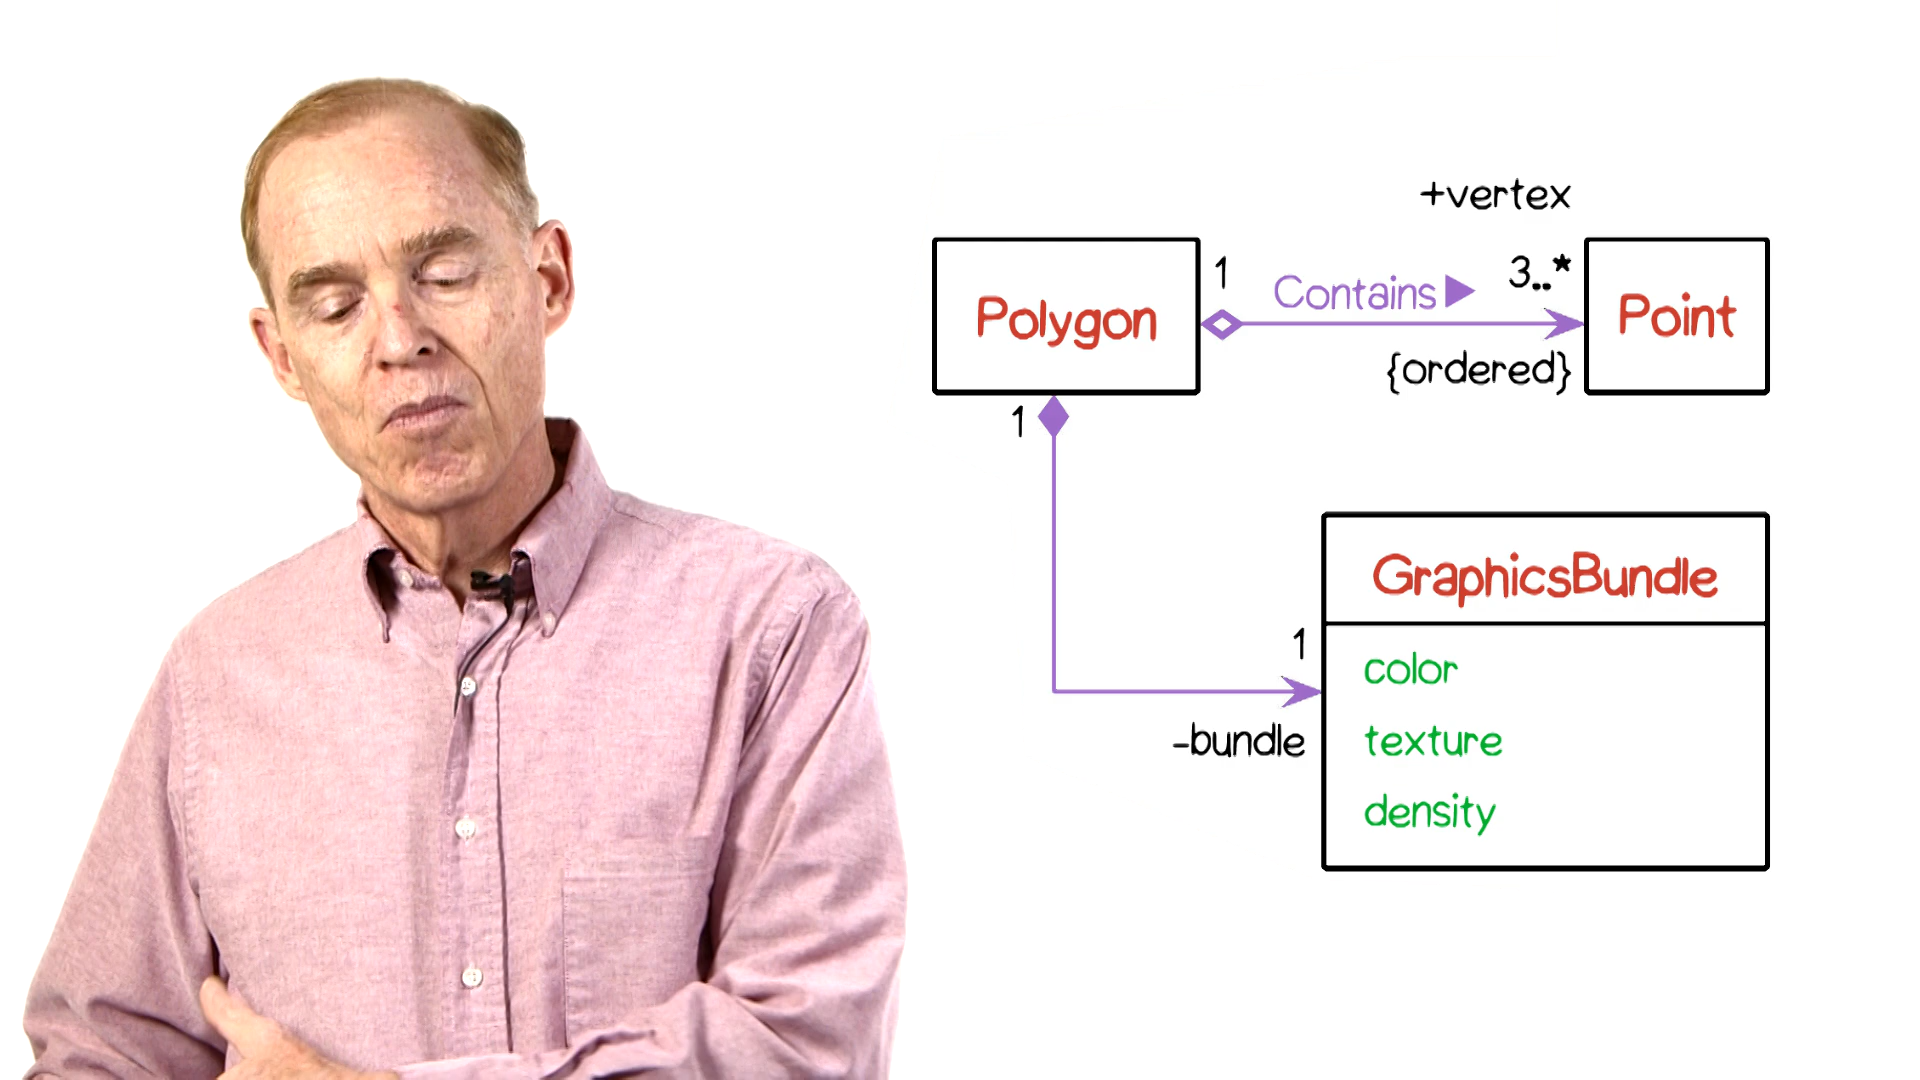 +vertex
1
Contains
3..*
Polygon
Point
{ordered}
1
GraphicsBundle
1
color
-bundle
texture
density